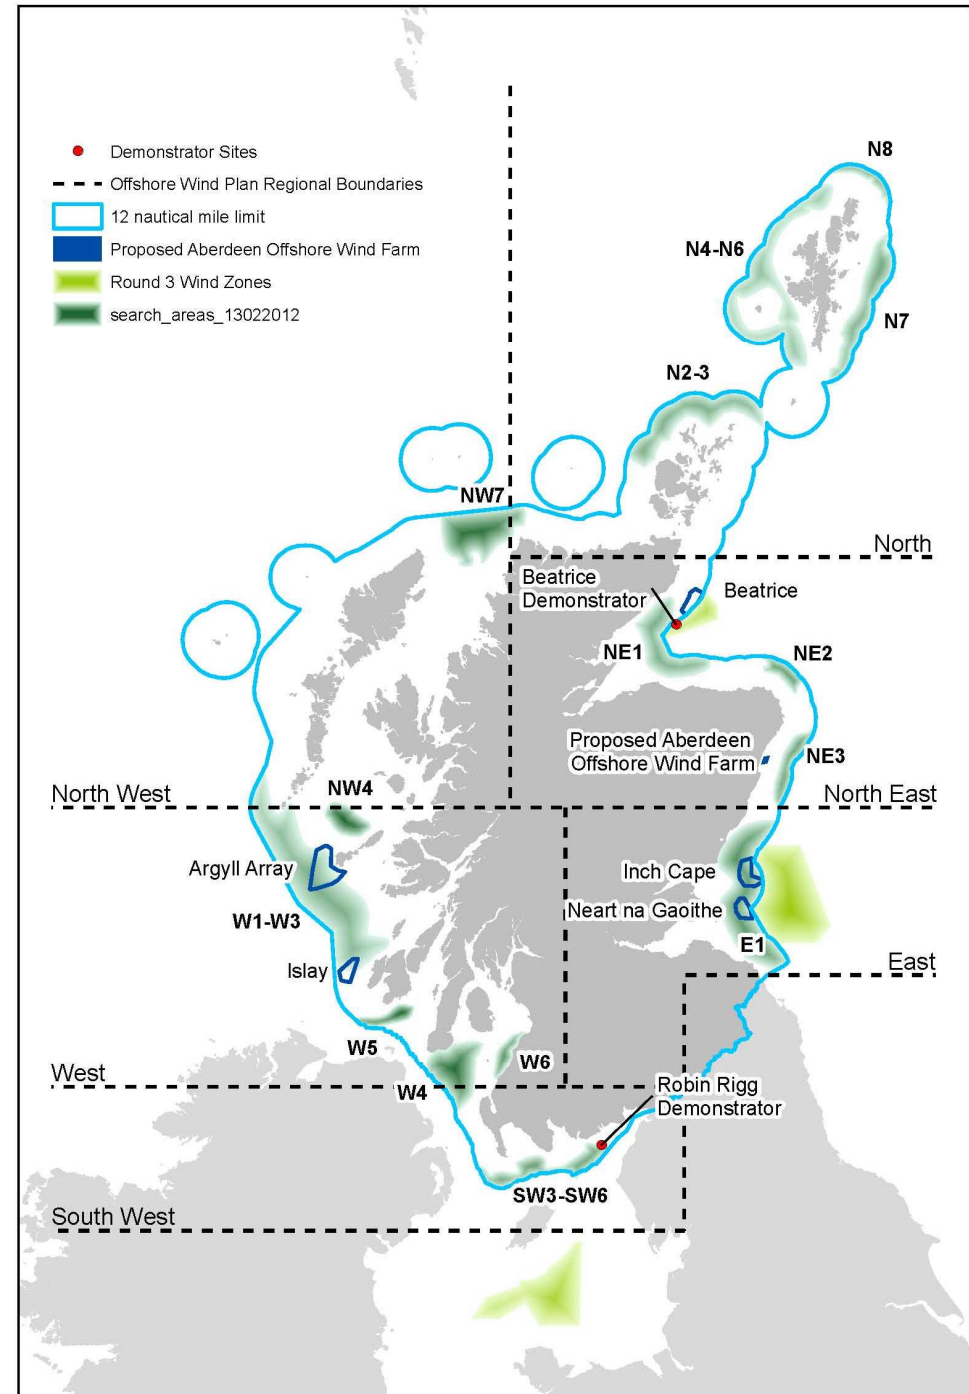 Demonstrator Sites
Offshore Wind Plan Regional Boundaries
12 nautical mile limit
Proposed Aberdeen Offshore Wind Farm
Round 3 Wind Zones
search_areas_13022012
N8
N4-N6
N7
N2-3
NW7
North
Beatrice
Demonstrator
Beatrice
NE1
NE2
Proposed Aberdeen
Offshore Wind Farm
NE3
North West
NW4
North East
Argyll Array
Inch Cape
Neart na Gaoithe
W1-W3
E1
Islay
East
W5
W6
West
W4
Robin Rigg
Demonstrator
SW3-SW6
South West